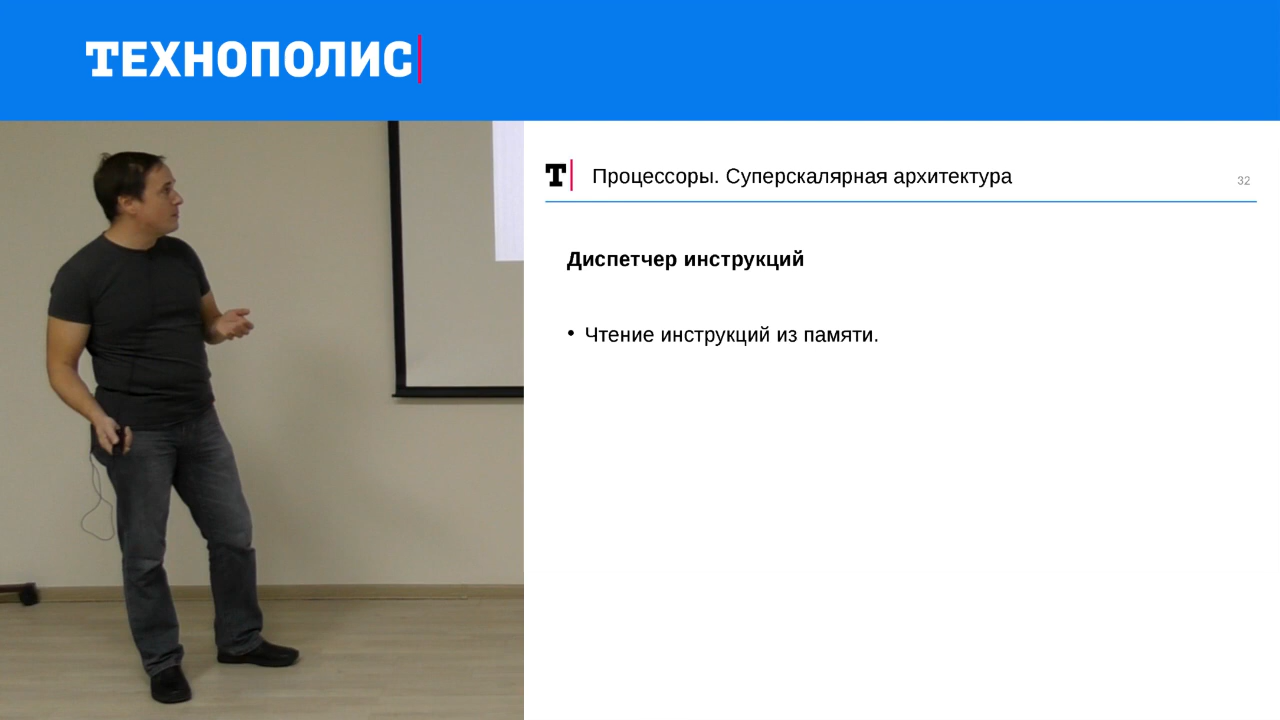 ТЕХНОПОЛИС
Т Процессоры. Суперскалярная архитектура 32
Диспетчер инструкций
• Чтение инструкций из памяти.